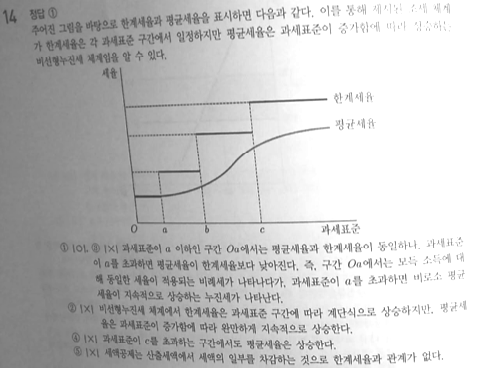 14 정답 ①
주어진 그림을 바탕으로 한계세율과 평균세율을 표시하면 다음과 같다. 이를 통해 제시된 조세 체계
가 한계세율은 각 과세표준 구간에서 일정하지만 평균세율은 과세표준이 증가함에 따라 상승하는
비선형누진세 체계임을 알 수 있다.
세율
한계세율
평균세율
O a b c 과세표준
① |O|, ③ |X| 과세표준이 a 이하인 구간 Oa에서는 평균세율과 한계세율이 동일하나, 과세표준
이 a를 초과하면 평균세율이 한계세율보다 낮아진다. 즉, 구간 Oa에서는 모든 소득에 대
해 동일한 세율이 적용되는 비례세가 나타나다가, 과세표준이 a를 초과하면 비로소 평균
세율이 지속적으로 상승하는 누진세가 나타난다.
② |X| 비선형누진세 체계에서 한계세율은 과세표준 구간에 따라 계단식으로 상승하지만, 평균세
율은 과세표준이 증가함에 따라 완만하게 지속적으로 상승한다.
④ |X| 과세표준이 c를 초과하는 구간에서도 평균세율은 상승한다.
⑤ |X| 세액공제는 산출세액에서 세액의 일부를 차감하는 것으로 한계세율과 관계가 없다.